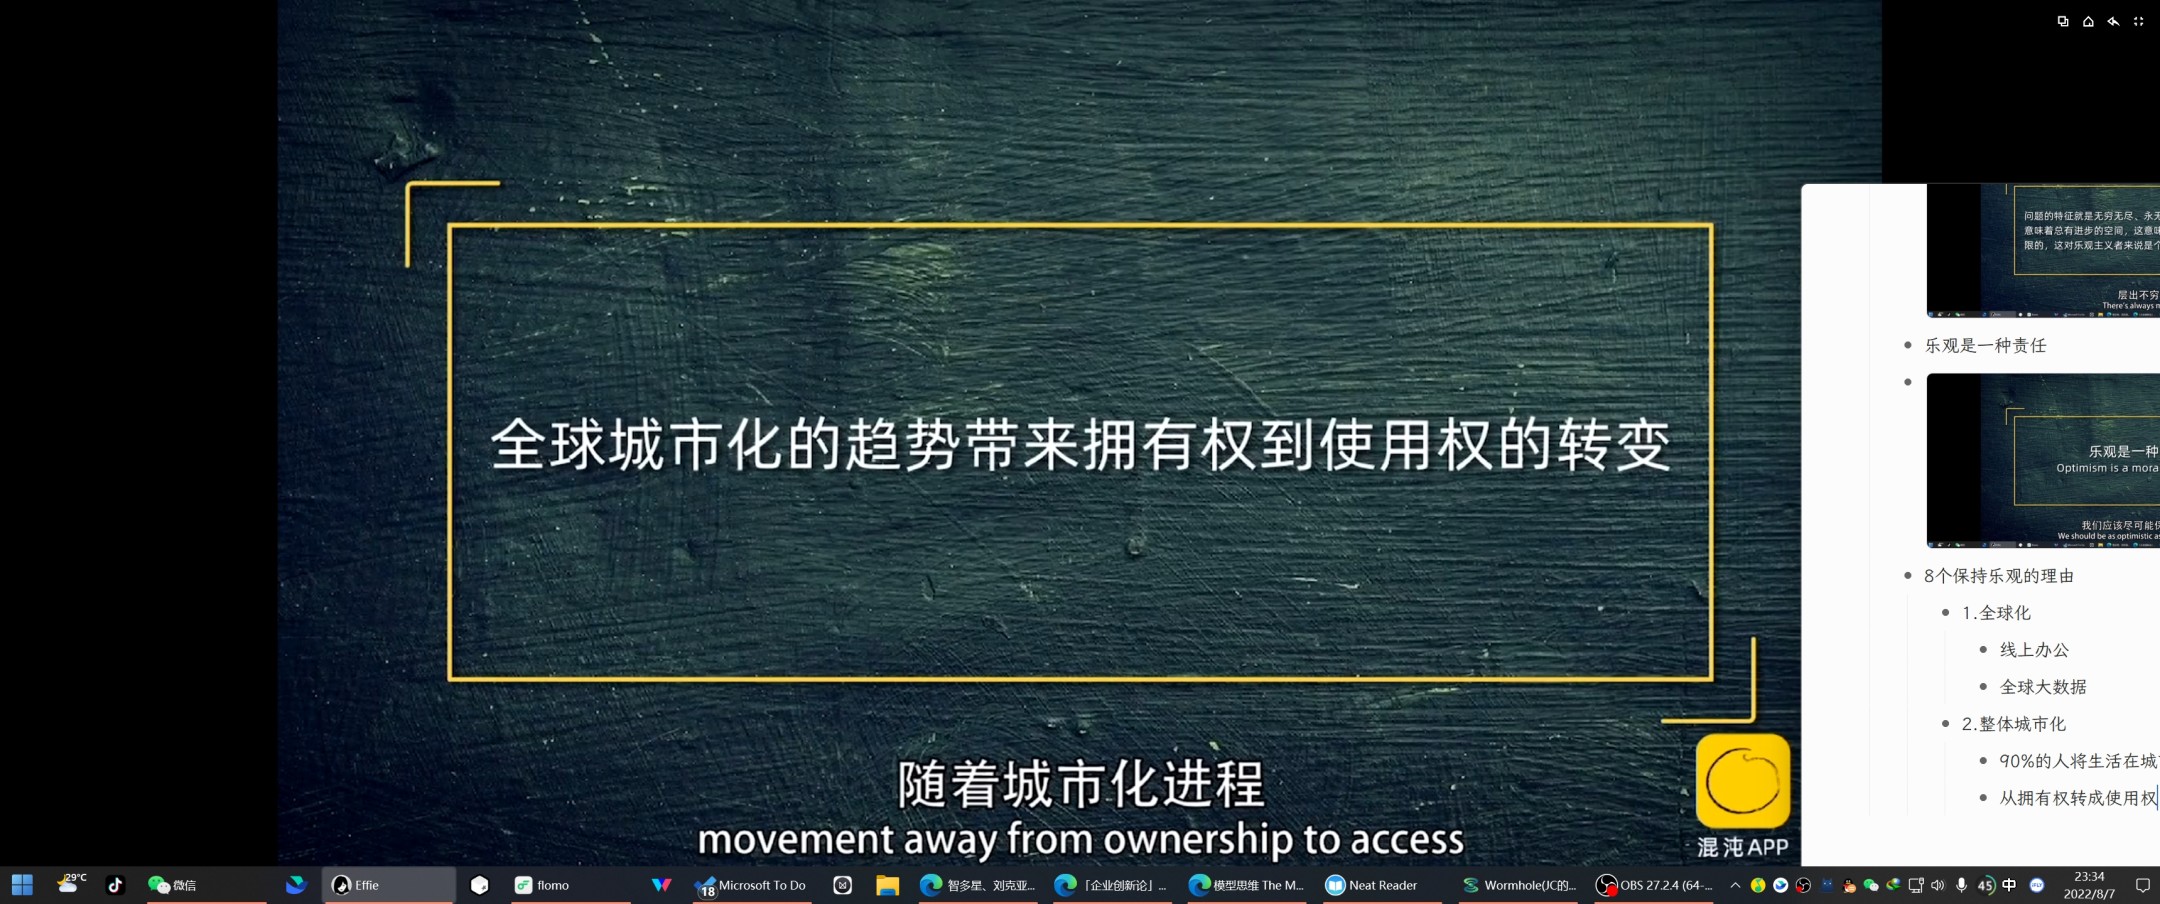 全球城市化的趋势带来拥有权到使用权的转变
随着城市化进程
movement away from ownership to access
混沌APP
问题的特征就是无穷无尽、永无
意味着总有进步的空间，这意味
限的，这对乐观主义者来说是个
层出不穷
There's always m
乐观是一种责任
乐观是一种
Optimism is a mora
我们应该尽可能保
We should be as optimistic as
8个保持乐观的理由
1.全球化
线上办公
全球大数据
2.整体城市化
90%的人将生活在城
从拥有权转成使用权
29°C
微信
Effie
flomo
18
Microsoft To Do
智多星、刘克亚...
「企业创新论」...
模型思维 The M...
Neat Reader
Wormhole(JC的...
OBS 27.2.4 (64-...
45
中
23:34
2022/8/7